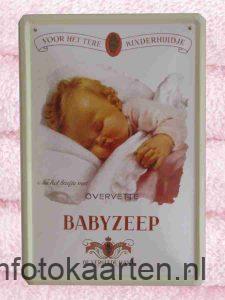 VOOR HET TERE KINDERHUIDJE
OVERVETTE
BABYZEEP
nfotokaarten.nl